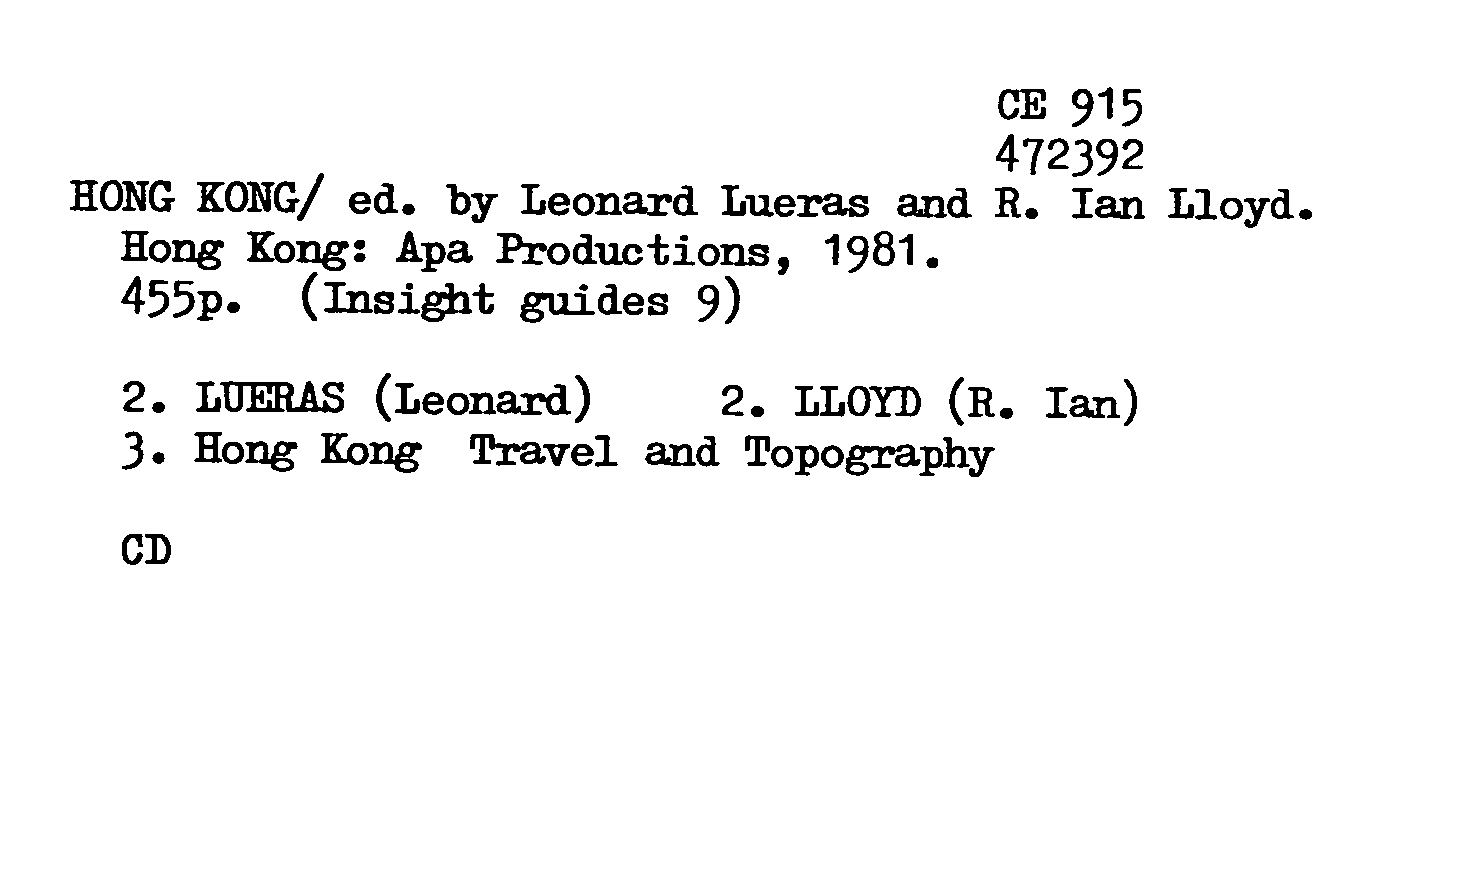 CE 915
472392
HONG KONG/ ed. by Leonard Lueras and R. Ian Lloyd.
Hong Kong: Apa Productions, 1981.
455p. (Insight guides 9)
2. LUERAS (Leonard) 2. LLOYD (R. Ian)
3. Hong Kong Travel and Topography
CD